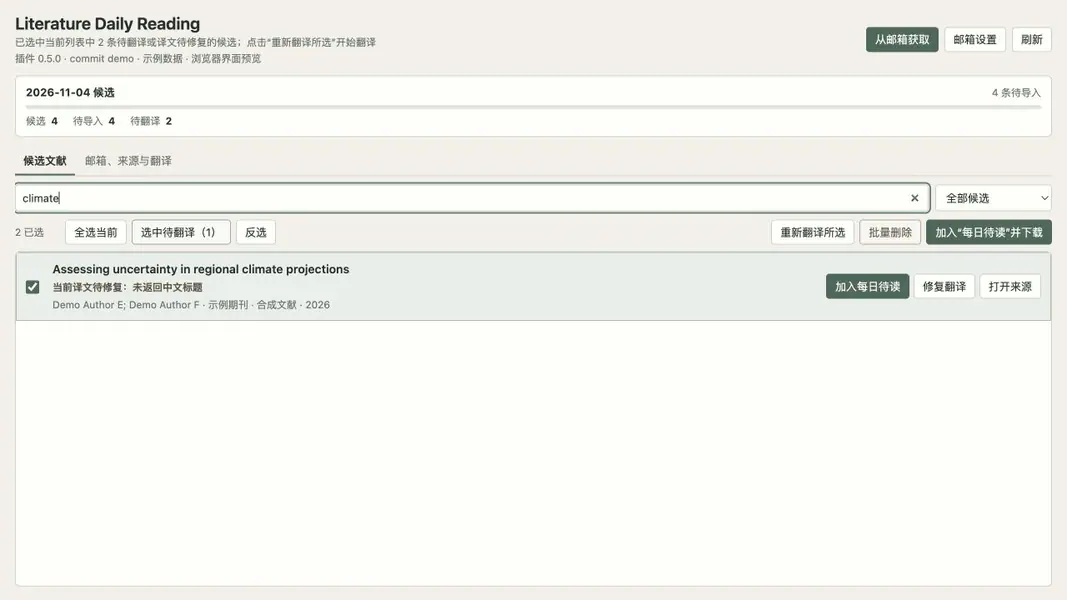 Literature Daily Reading
已选中当前列表中 2 条待翻译或译文待修复的候选；点击“重新翻译所选”开始翻译
插件 0.5.0 · commit demo · 示例数据 · 浏览器界面预览
从邮箱获取 邮箱设置 刷新
2026-11-04 候选 4 条待导入
候选 4 待导入 4 待翻译 2
候选文献 邮箱、来源与翻译
climate × 全部候选
2 已选 全选当前 选中待翻译（1） 反选 重新翻译所选 批量删除 加入“每日待读”并下载
Assessing uncertainty in regional climate projections
当前译文待修复：未返回中文标题
Demo Author E; Demo Author F · 示例期刊 · 合成文献 · 2026
加入每日待读 修复翻译 打开来源